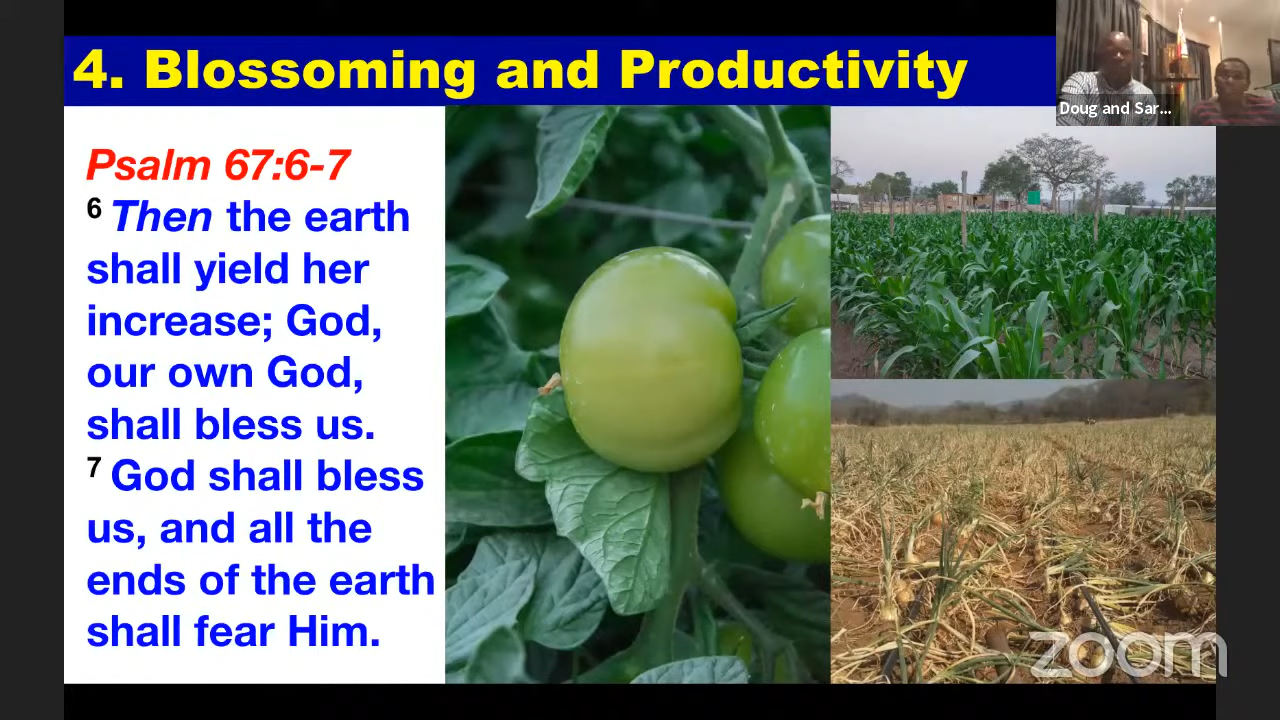 4. Blossoming and Productivity
Doug and Sar...
Psalm 67:6-7
6 Then the earth
shall yield her
increase; God,
our own God,
shall bless us.
7 God shall bless
us, and all the
ends of the earth
shall fear Him.
zoom